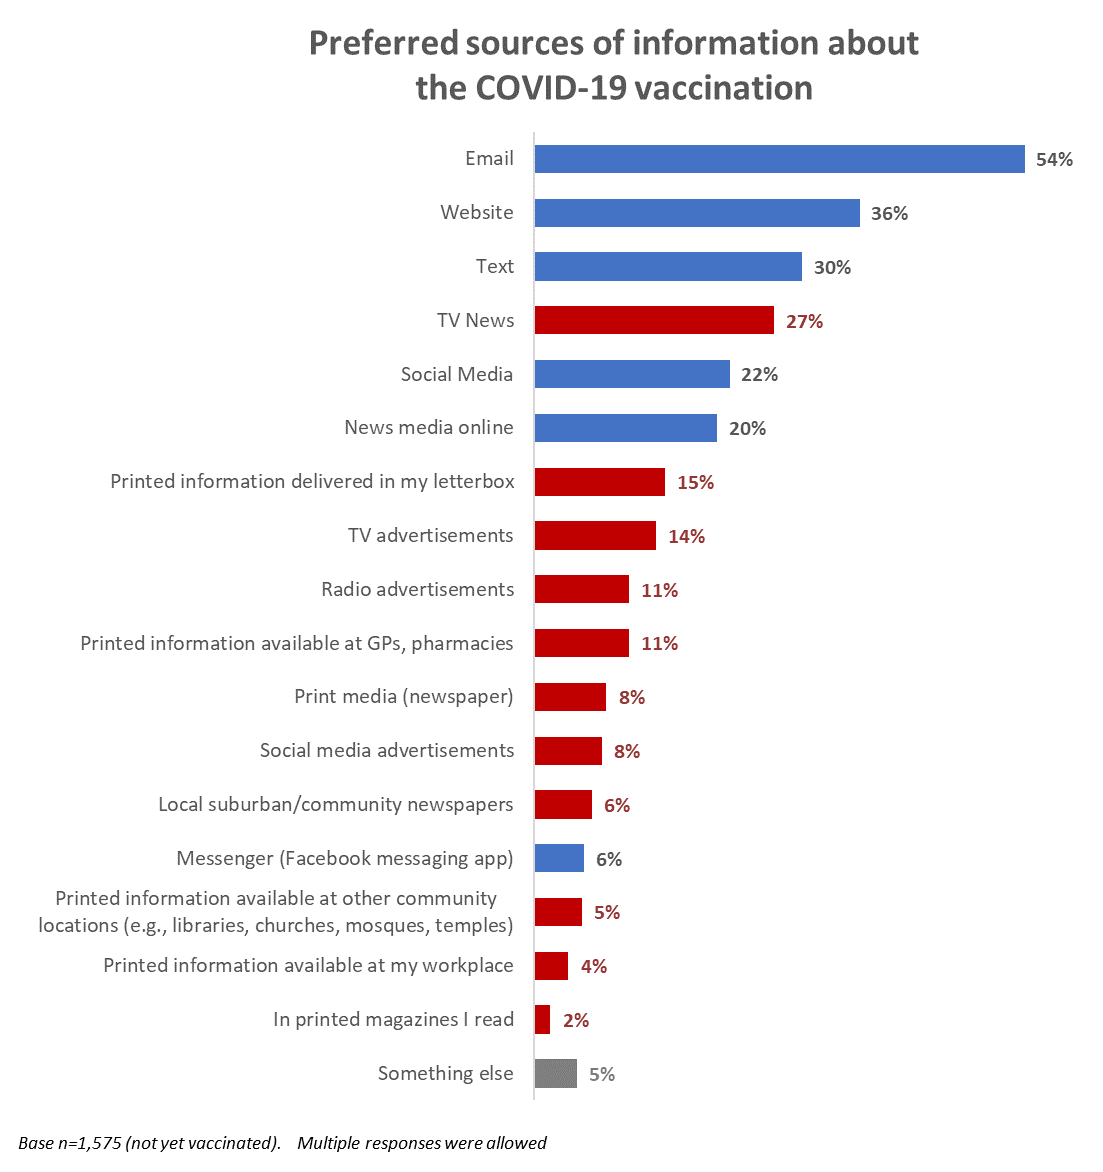 Preferred sources of information about
the COVID-19 vaccination
Email 54%
Website 36%
Text 30%
TV News 27%
Social Media 22%
News media online 20%
Printed information delivered in my letterbox 15%
TV advertisements 14%
Radio advertisements 11%
Printed information available at GPs, pharmacies 11%
Print media (newspaper) 8%
Social media advertisements 8%
Local suburban/community newspapers 6%
Messenger (Facebook messaging app) 6%
Printed information available at other community
locations (e.g., libraries, churches, mosques, temples) 5%
Printed information available at my workplace 4%
In printed magazines I read 2%
Something else 5%
Base n=1,575 (not yet vaccinated). Multiple responses were allowed